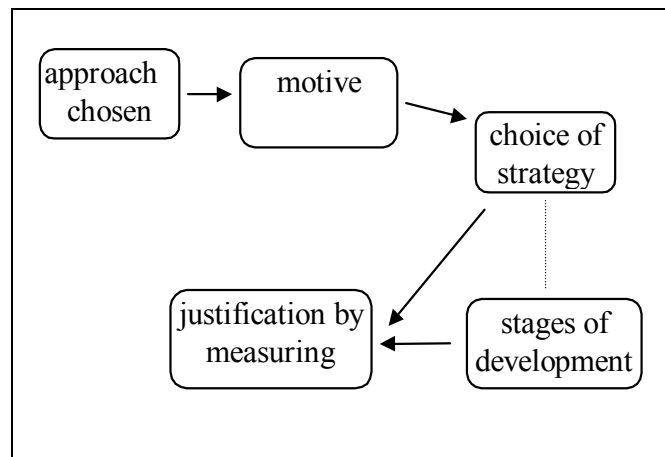 approach
chosen
motive
choice of
strategy
justification by
measuring
stages of
development